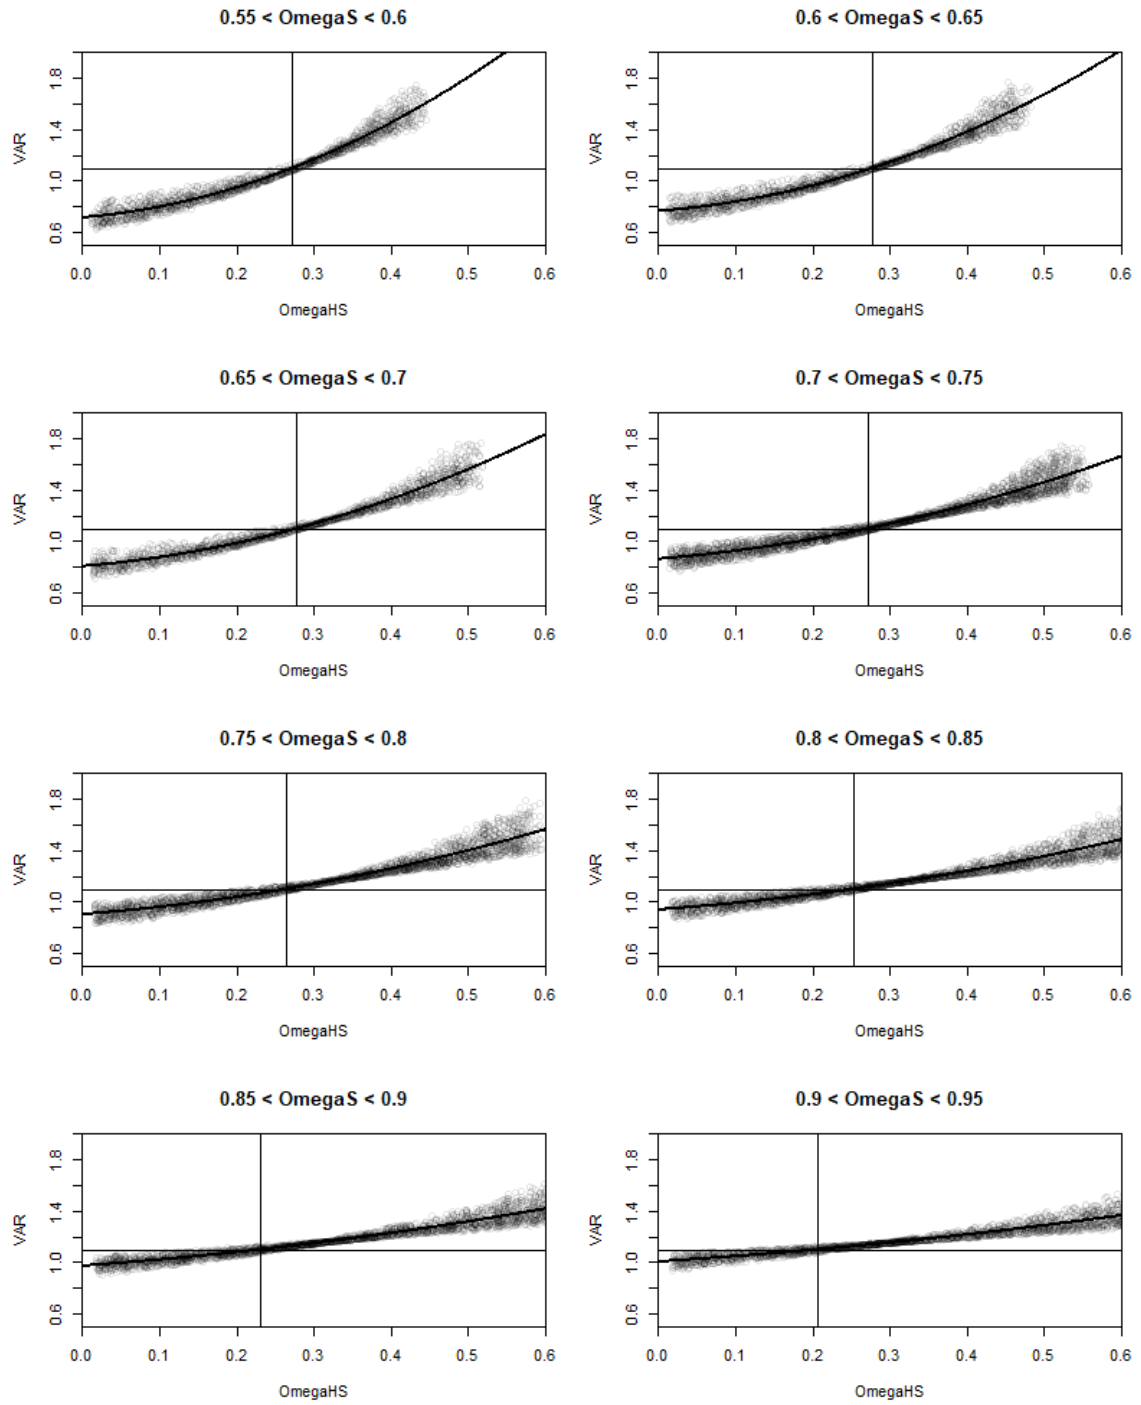 0.55 < OmegaS < 0.6
VAR
0.6 1.0 1.4 1.8
0.0 0.1 0.2 0.3 0.4 0.5 0.6
OmegaHS
0.6 < OmegaS < 0.65
VAR
0.6 1.0 1.4 1.8
0.0 0.1 0.2 0.3 0.4 0.5 0.6
OmegaHS
0.65 < OmegaS < 0.7
VAR
0.6 1.0 1.4 1.8
0.0 0.1 0.2 0.3 0.4 0.5 0.6
OmegaHS
0.7 < OmegaS < 0.75
VAR
0.6 1.0 1.4 1.8
0.0 0.1 0.2 0.3 0.4 0.5 0.6
OmegaHS
0.75 < OmegaS < 0.8
VAR
0.6 1.0 1.4 1.8
0.0 0.1 0.2 0.3 0.4 0.5 0.6
OmegaHS
0.8 < OmegaS < 0.85
VAR
0.6 1.0 1.4 1.8
0.0 0.1 0.2 0.3 0.4 0.5 0.6
OmegaHS
0.85 < OmegaS < 0.9
VAR
0.6 1.0 1.4 1.8
0.0 0.1 0.2 0.3 0.4 0.5 0.6
OmegaHS
0.9 < OmegaS < 0.95
VAR
0.6 1.0 1.4 1.8
0.0 0.1 0.2 0.3 0.4 0.5 0.6
OmegaHS